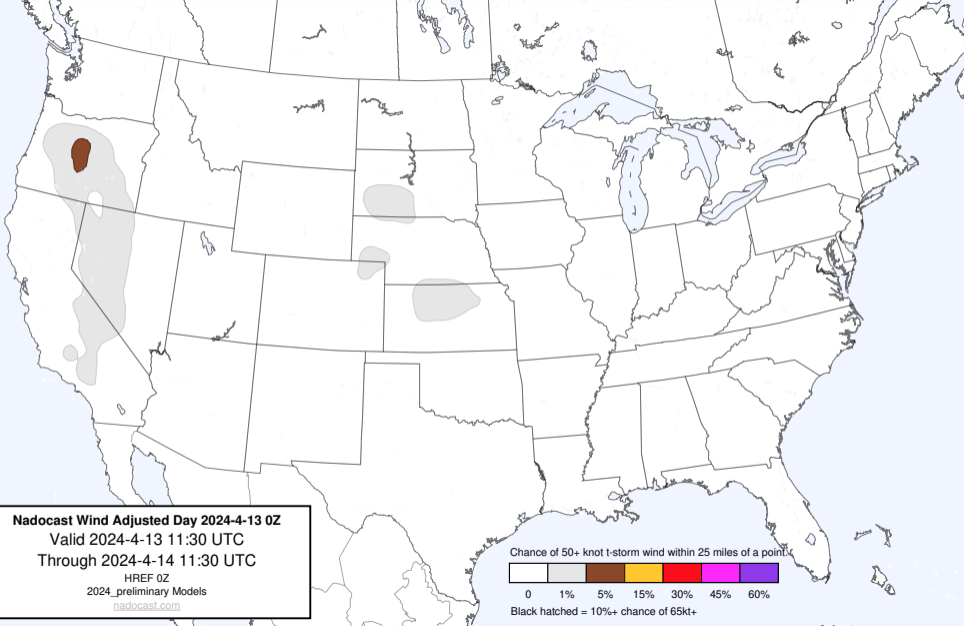 Nadocast Wind Adjusted Day 2024-4-13 0Z
Valid 2024-4-13 11:30 UTC
Through 2024-4-14 11:30 UTC
HREF 0Z
2024_preliminary Models
nadocast.com
Chance of 50+ knot t-storm wind within 25 miles of a point.
0 1% 5% 15% 30% 45% 60%
Black hatched = 10%+ chance of 65kt+